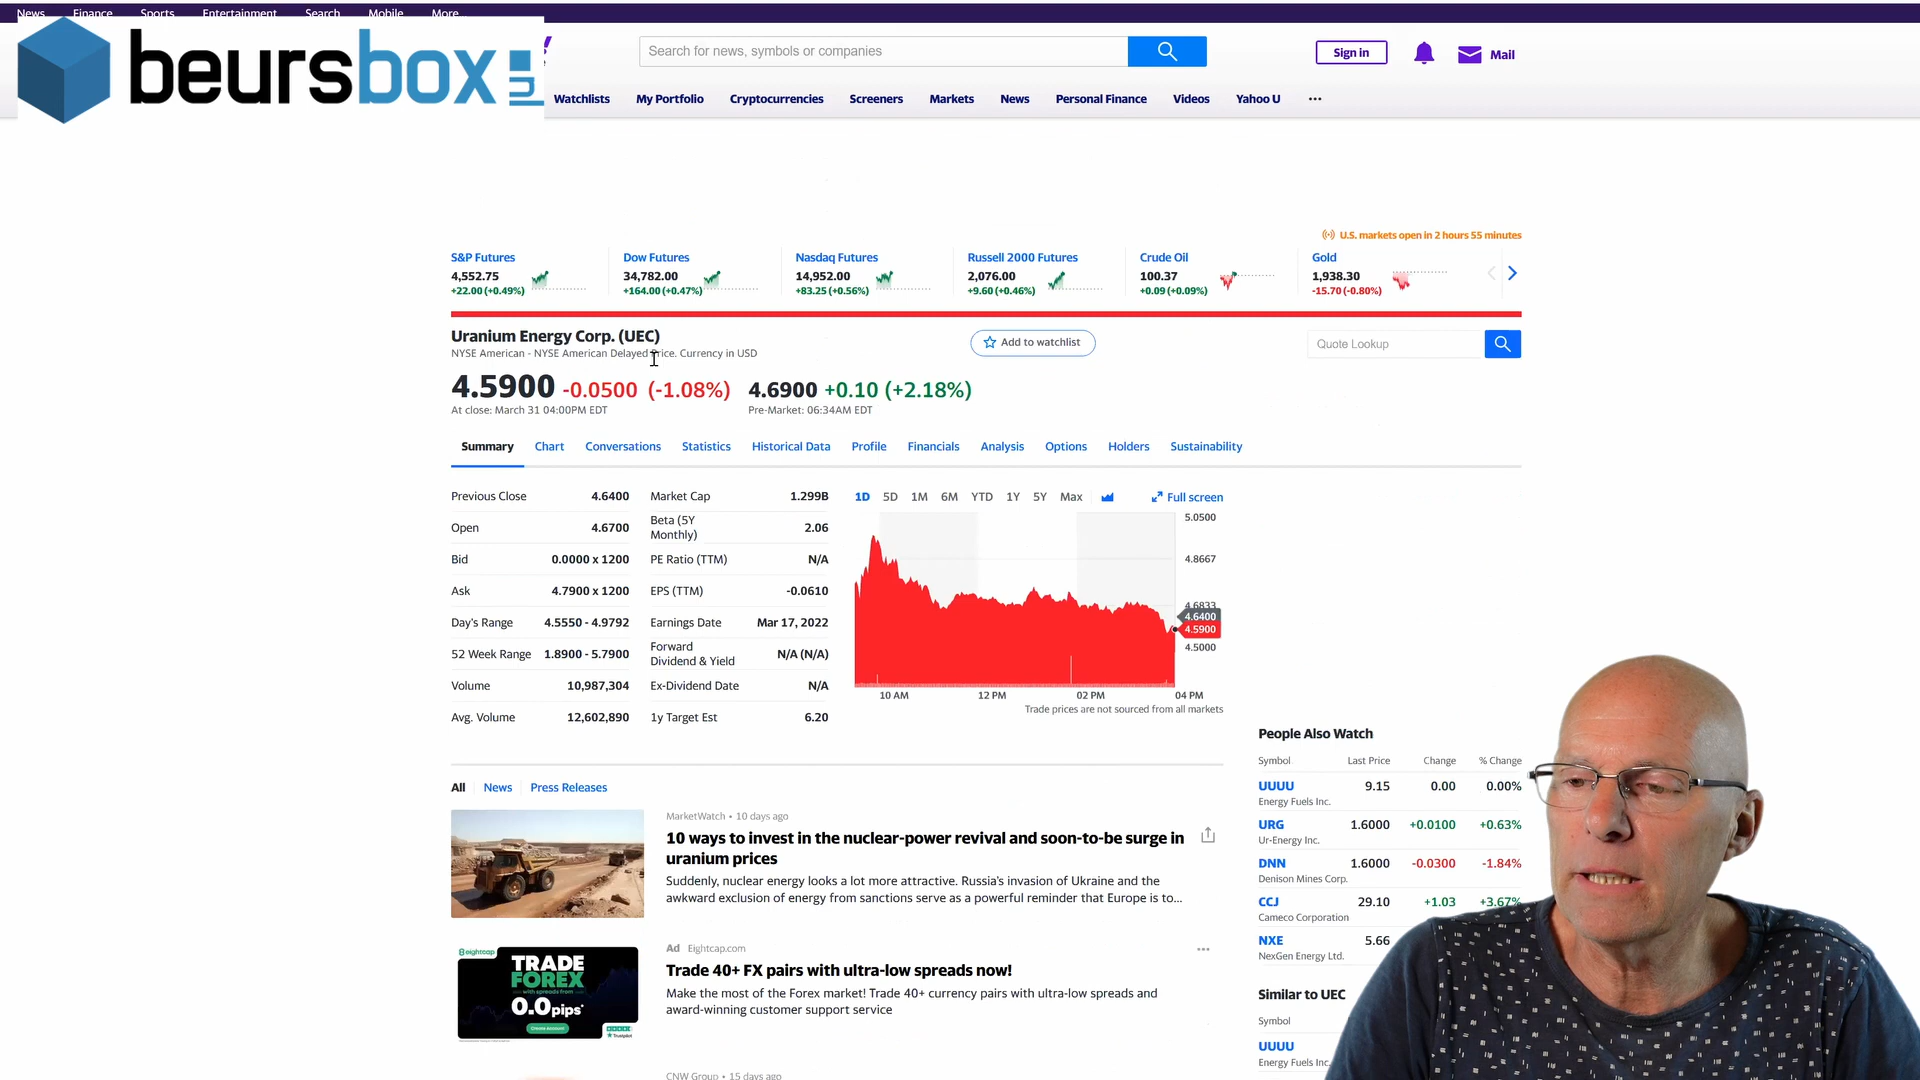 News Finance Sports Entertainment Search Mobile More...
beursbox.nl
Search for news, symbols or companies
Sign in
Mail
Watchlists My Portfolio Cryptocurrencies Screeners Markets News Personal Finance Videos Yahoo U ...
U.S. markets open in 2 hours 55 minutes
S&P Futures Dow Futures Nasdaq Futures Russell 2000 Futures Crude Oil Gold
4,552.75 34,782.00 14,952.00 2,076.00 100.37 1,938.30
+22.00 (+0.49%) +164.00 (+0.47%) +83.25 (+0.56%) +9.60 (+0.46%) +0.09 (+0.09%) -15.70 (-0.80%)
Uranium Energy Corp. (UEC)
NYSE American - NYSE American Delayed Price. Currency in USD
Add to watchlist
Quote Lookup
4.5900 -0.0500 (-1.08%) 4.6900 +0.10 (+2.18%)
At close: March 31 04:00PM EDT Pre-Market: 06:34AM EDT
Summary Chart Conversations Statistics Historical Data Profile Financials Analysis Options Holders Sustainability
Previous Close 4.6400
Open 4.6700
Bid 0.0000 x 1200
Ask 4.7900 x 1200
Day's Range 4.5550 - 4.9792
52 Week Range 1.8900 - 5.7900
Volume 10,987,304
Avg. Volume 12,602,890
Market Cap 1.299B
Beta (5Y
Monthly) 2.06
PE Ratio (TTM) N/A
EPS (TTM) -0.0610
Earnings Date Mar 17, 2022
Forward
Dividend & Yield N/A (N/A)
Ex-Dividend Date N/A
1y Target Est 6.20
1D 5D 1M 6M YTD 1Y 5Y Max Full screen
5.0500
4.8667
4.6833
4.6400
4.5900
4.5000
10 AM 12 PM 02 PM 04 PM
Trade prices are not sourced from all markets
All News Press Releases
MarketWatch • 10 days ago
10 ways to invest in the nuclear-power revival and soon-to-be surge in
uranium prices
Suddenly, nuclear energy looks a lot more attractive. Russia's invasion of Ukraine and the
awkward exclusion of energy from sanctions serve as a powerful reminder that Europe is to...
eightcap
TRADE
FOREX
with spreads from
0.0 pips*
Create Account
Trustpilot
Ad Eightcap.com
Trade 40+ FX pairs with ultra-low spreads now!
Make the most of the Forex market! Trade 40+ currency pairs with ultra-low spreads and
award-winning customer support service
CNW Group • 15 days ago
People Also Watch
Symbol Last Price Change % Change
UUUU 9.15 0.00 0.00%
Energy Fuels Inc.
URG 1.6000 +0.0100 +0.63%
Ur-Energy Inc.
DNN 1.6000 -0.0300 -1.84%
Denison Mines Corp.
CCJ 29.10 +1.03 +3.67%
Cameco Corporation
NXE 5.66
NexGen Energy Ltd.
Similar to UEC
Symbol
UUUU
Energy Fuels Inc.